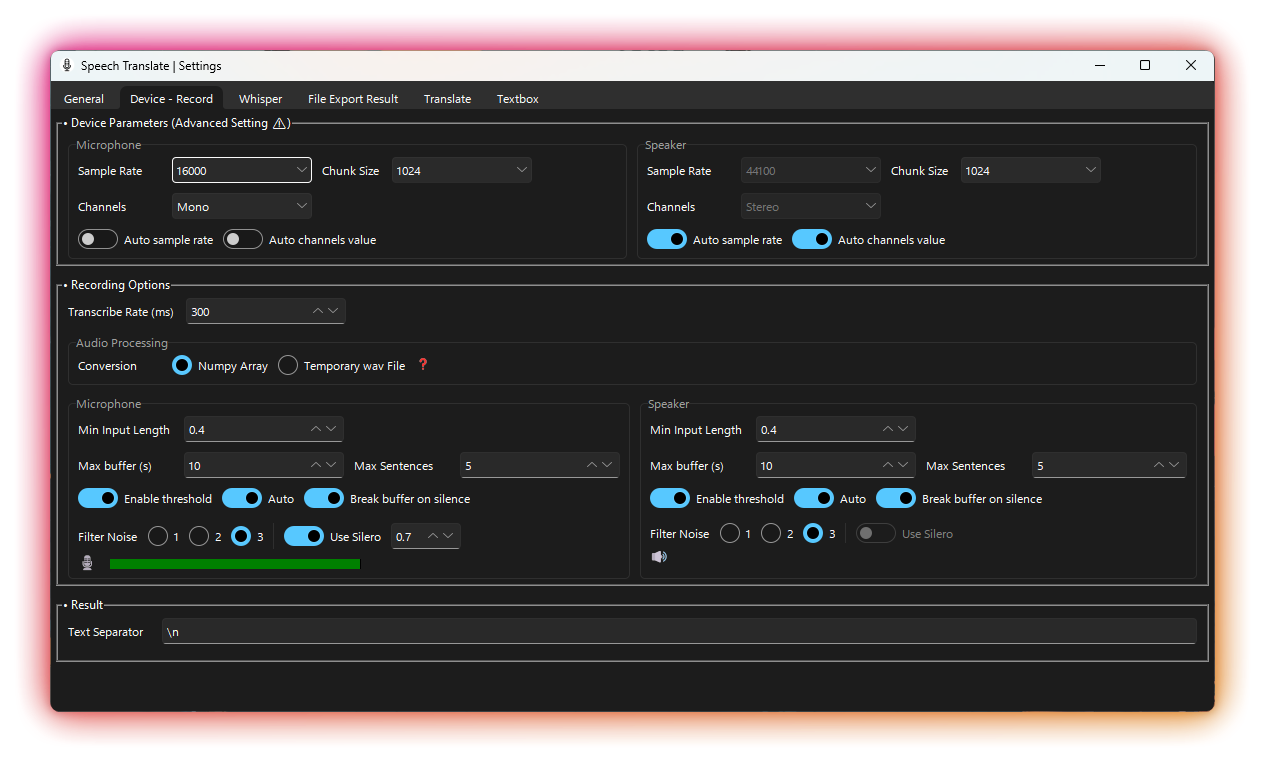 Speech Translate | Settings
General Device - Record Whisper File Export Result Translate Textbox
• Device Parameters (Advanced Setting ⚠)
Microphone Speaker
Sample Rate 16000 Chunk Size 1024 Sample Rate 44100 Chunk Size 1024
Channels Mono Channels Stereo
Auto sample rate Auto channels value Auto sample rate Auto channels value
• Recording Options
Transcribe Rate (ms) 300
Audio Processing
Conversion Numpy Array Temporary wav File ?
Microphone Speaker
Min Input Length 0.4 Min Input Length 0.4
Max buffer (s) 10 Max Sentences 5 Max buffer (s) 10 Max Sentences 5
Enable threshold Auto Break buffer on silence Enable threshold Auto Break buffer on silence
Filter Noise 1 2 3 Use Silero 0.7 Filter Noise 1 2 3 Use Silero
• Result
Text Separator \n